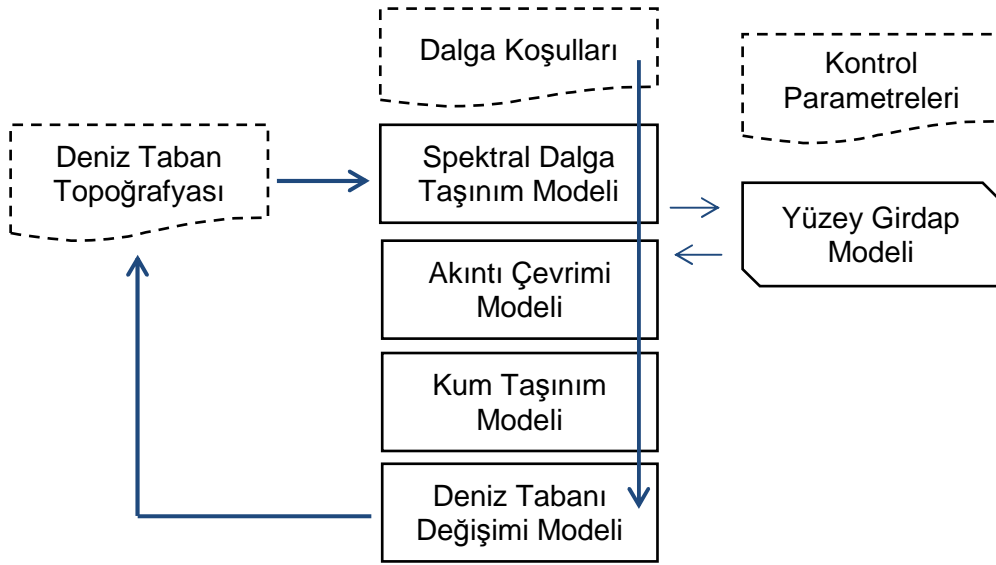 Dalga Koşulları
Kontrol
Parametreleri
Deniz Taban
Topoğrafyası
Spektral Dalga
Taşınım Modeli
Yüzey Girdap
Modeli
Akıntı Çevrimi
Modeli
Kum Taşınım
Modeli
Deniz Tabanı
Değişimi Modeli